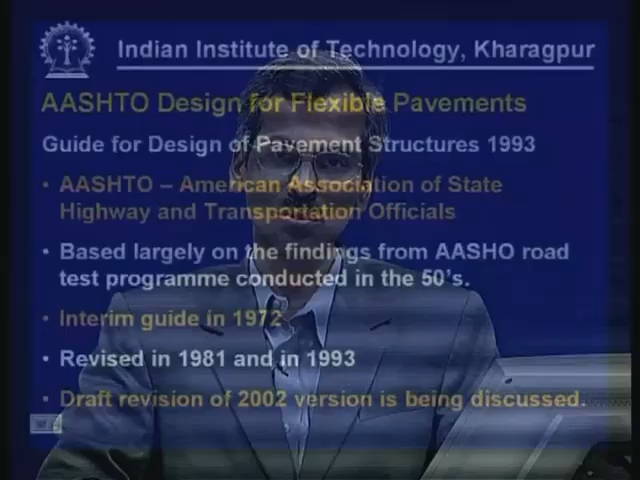 Indian Institute of Technology, Kharagpur
AASHTO Design for Flexible Pavements
Guide for Design of Pavement Structures 1993
• AASHTO – American Association of State
Highway and Transportation Officials
• Based largely on the findings from AASHO road
test programme conducted in the 50's.
• Interim guide in 1972
• Revised in 1981 and in 1993
• Draft revision of 2002 version is being discussed.